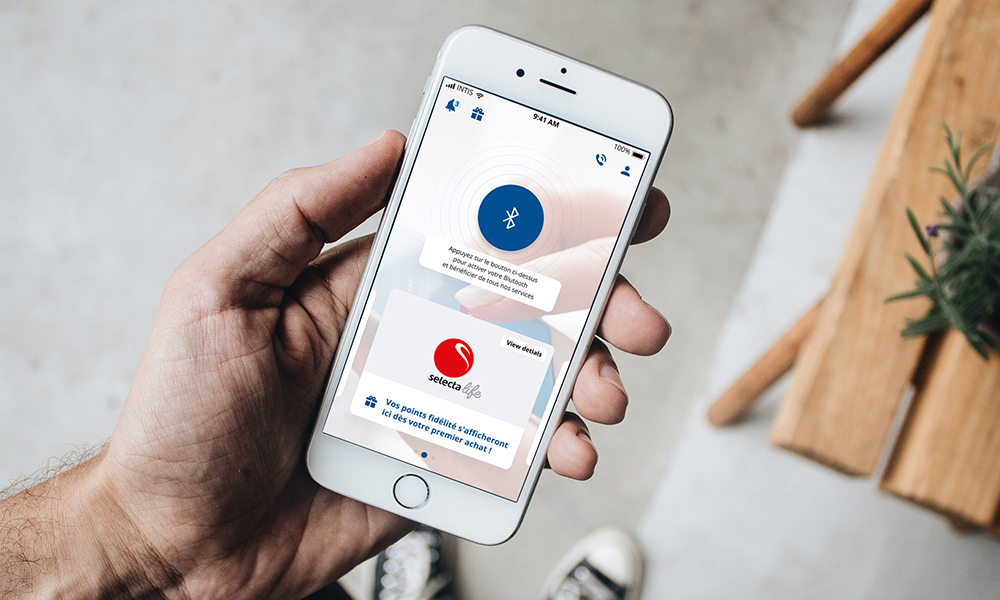 INTIS
9:41 AM
100%
3
Appuyez sur le bouton ci-dessus
pour activer votre Blutooth
et bénéficier de tous nos services
View detials
selecta life
Vos points fidélité s'afficheront
ici dès votre premier achat !